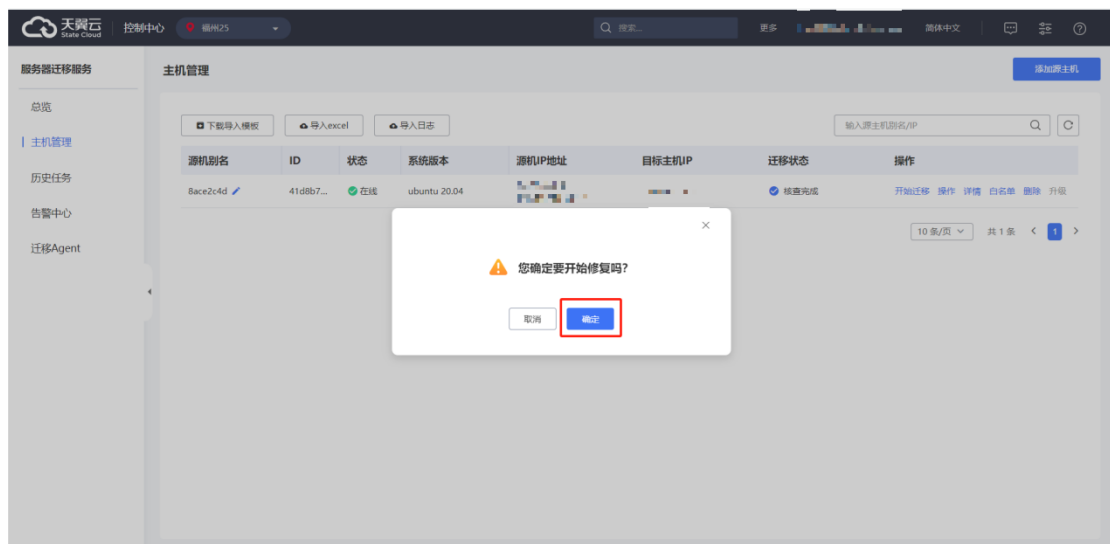 天翼云 State Cloud 控制中心 福州25 搜索... 更多 简体中文
服务器迁移服务
总览
主机管理
历史任务
告警中心
迁移Agent
主机管理 添加源主机
下载导入模板 导入excel 导入日志 输入源主机别名/IP
源机别名 ID 状态 系统版本 源机IP地址 目标主机IP 迁移状态 操作
8ace2c4d 41d8b7... 在线 ubuntu 20.04 核查完成 开始迁移 操作 详情 白名单 删除 升级
10 条/页 共 1 条 1
您确定要开始修复吗?
取消 确定